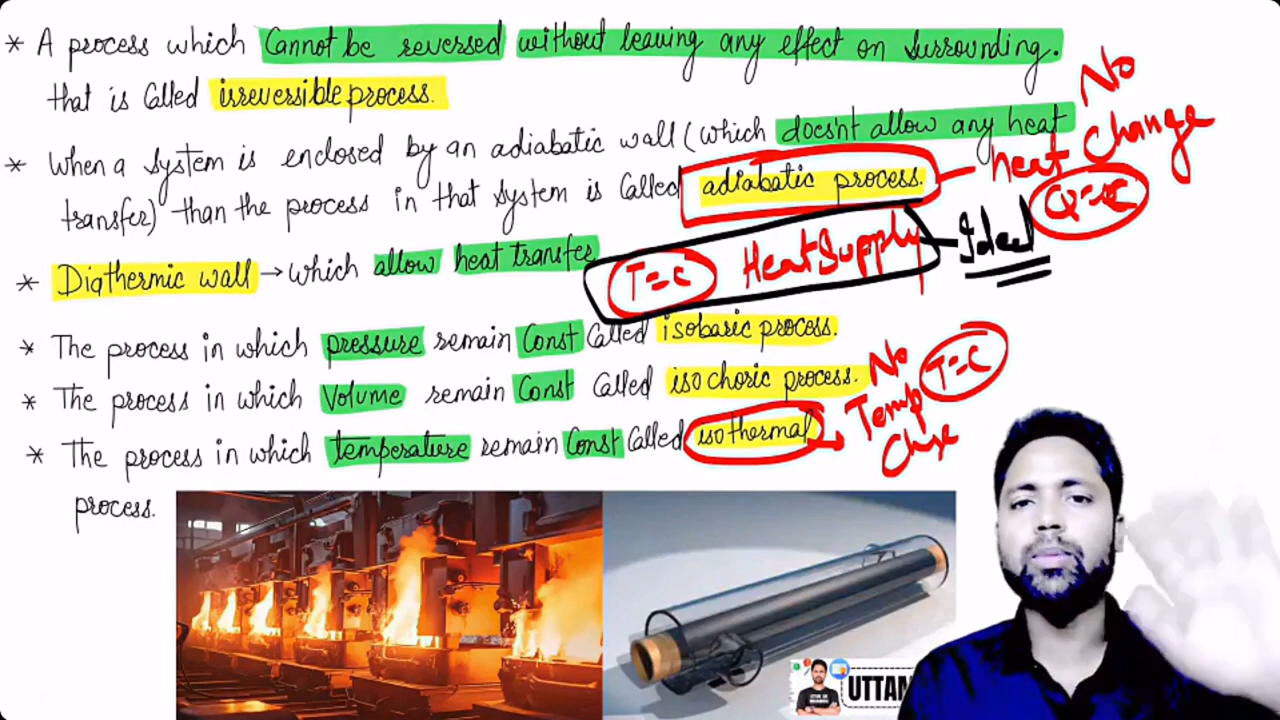 * A process which Cannot be reversed without leaving any effect on Surrounding.
that is Called irreversible process.
* When a System is enclosed by an adiabatic wall (which does'nt allow any heat
transfer) than the process in that System is Called adiabatic process.
No
heat Change
* Diathermic wall → which allow heat transfer
T=C Heat Supply
Ideal
* The process in which pressure remain Const Called isobaric process.
* The process in which Volume remain Const Called isochoric process.
* The process in which temperature remain Const Called isothermal
process.
No
Temp
T=C
UTTAM